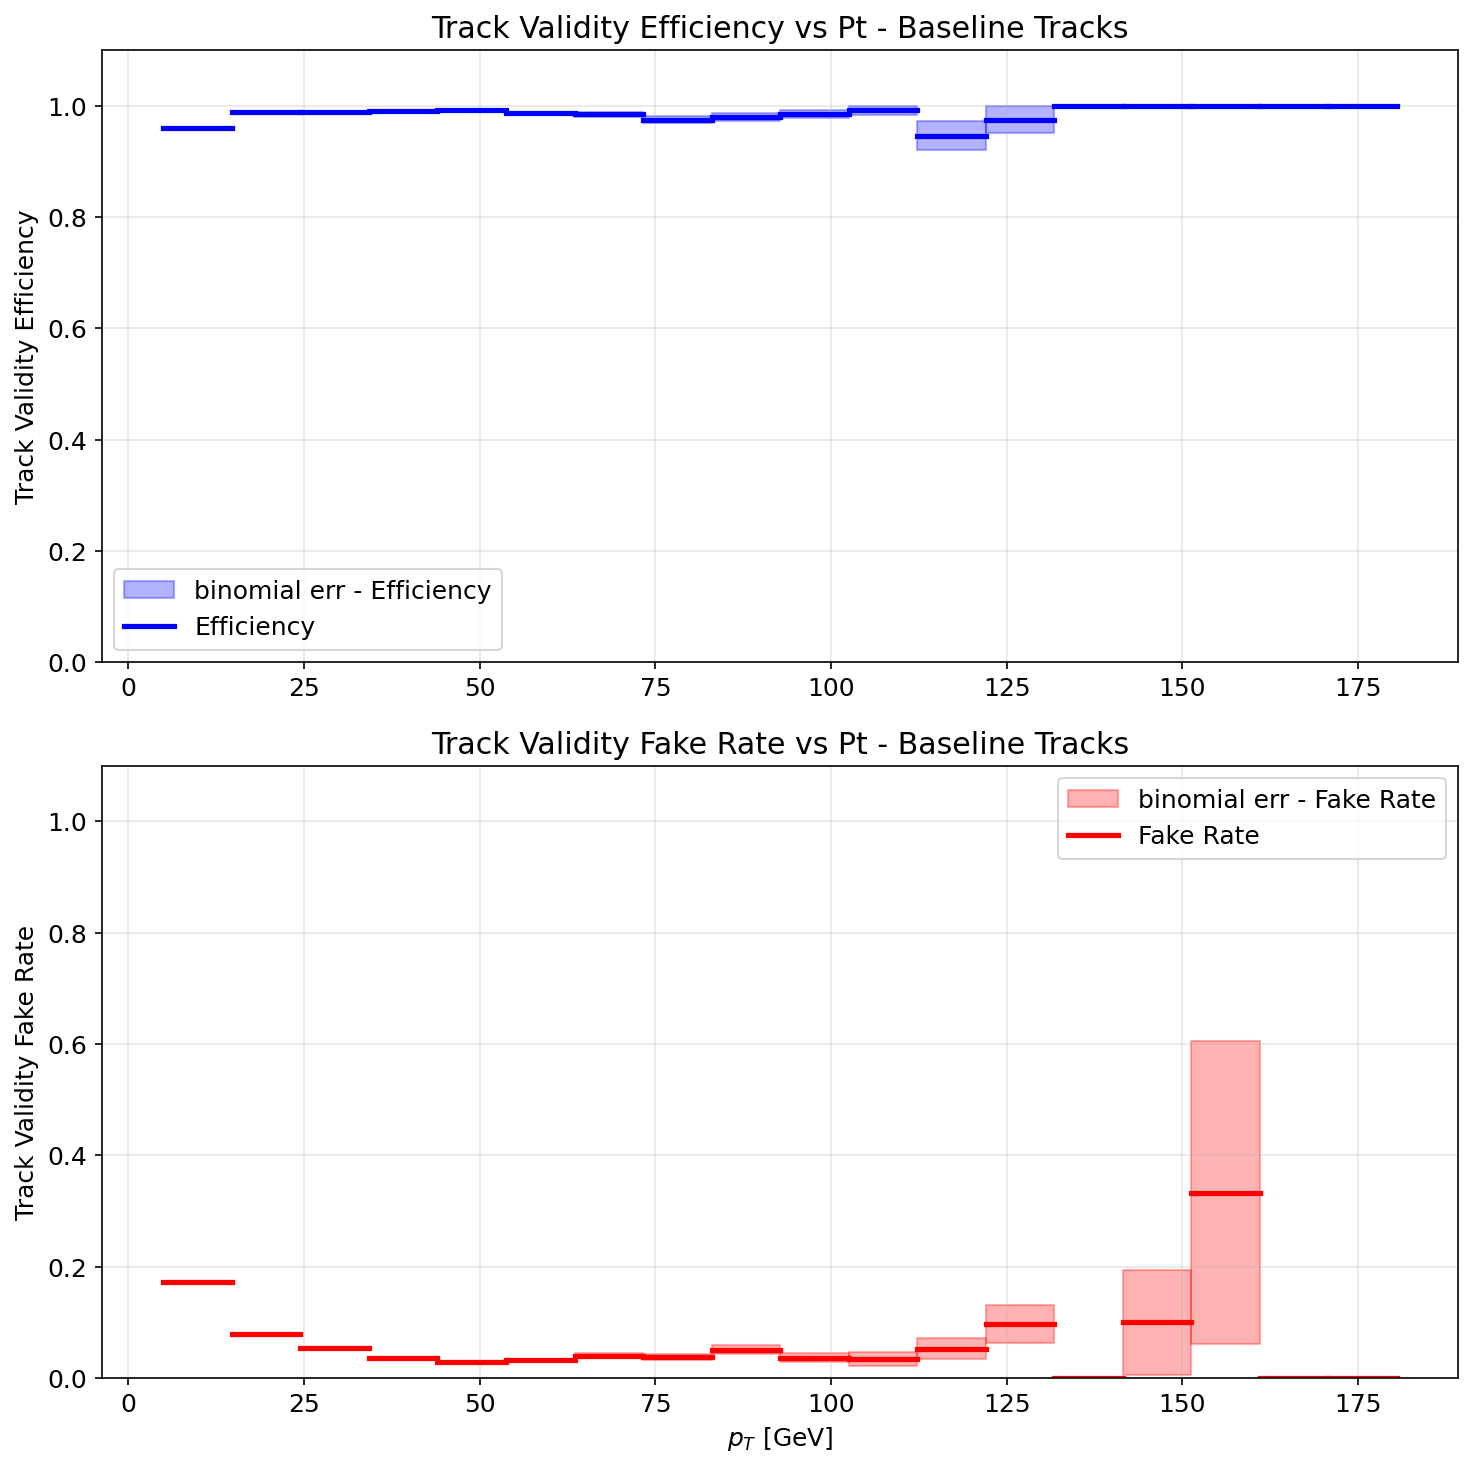 Track Validity Efficiency vs Pt - Baseline Tracks
Track Validity Efficiency
1.0
0.8
0.6
0.4
0.2
0.0
binomial err - Efficiency
Efficiency
0 25 50 75 100 125 150 175
Track Validity Fake Rate vs Pt - Baseline Tracks
Track Validity Fake Rate
1.0
0.8
0.6
0.4
0.2
0.0
binomial err - Fake Rate
Fake Rate
0 25 50 75 100 125 150 175
p_T [GeV]